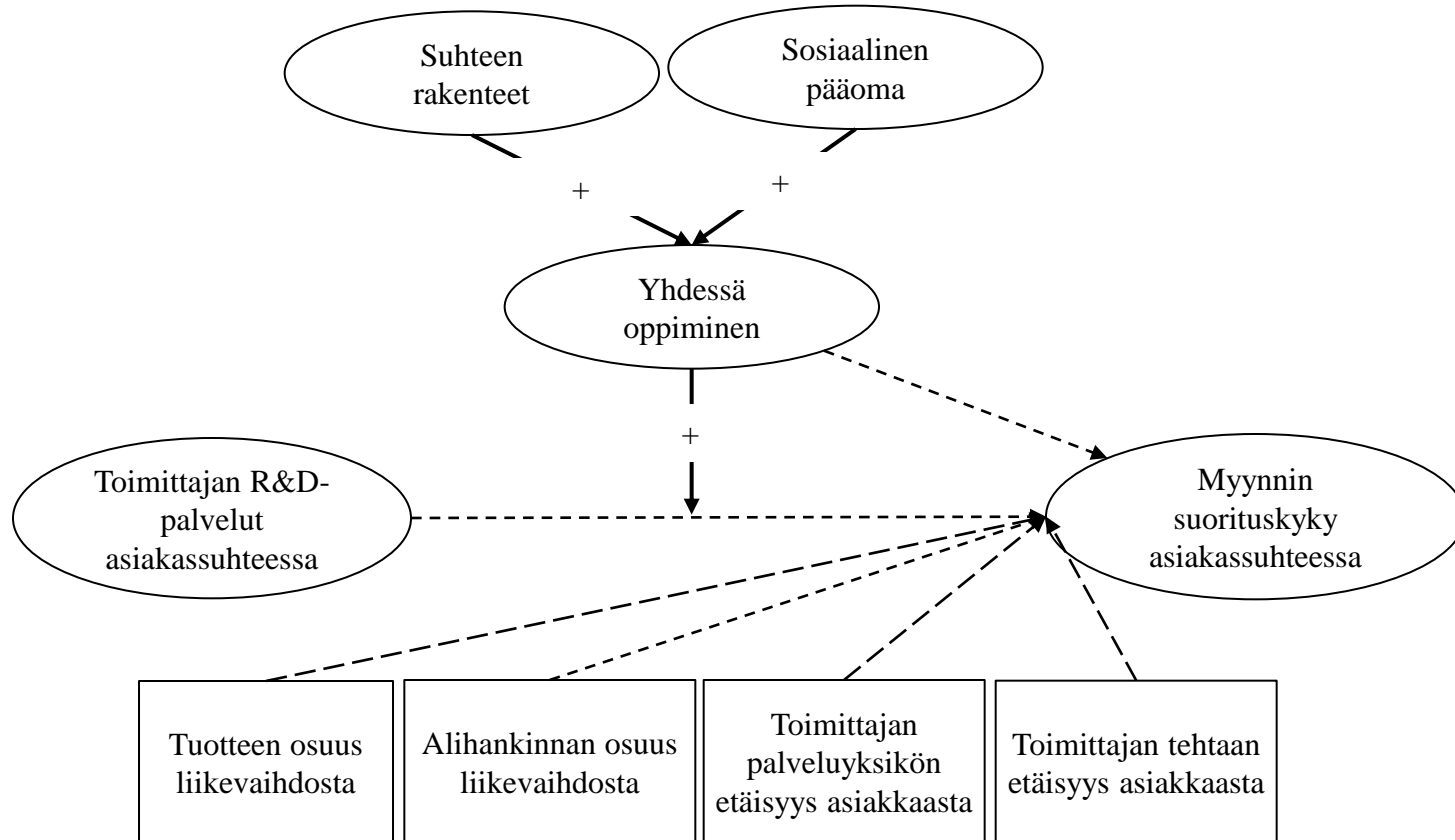 Suhteen
rakenteet
Sosiaalinen
pääoma
+
+
Yhdessä
oppiminen
+
Toimittajan R&D-
palvelut
asiakassuhteessa
Myynnin
suorituskyky
asiakassuhteessa
Tuotteen osuus
liikevaihdosta
Alihankinnan osuus
liikevaihdosta
Toimittajan
palveluyksikön
etäisyys asiakkaasta
Toimittajan tehtaan
etäisyys asiakkaasta